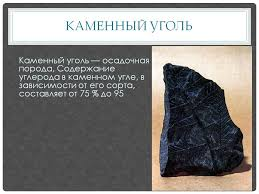 КАМЕННЫЙ УГОЛЬ
Каменный уголь — осадочная
порода, Содержание
углерода в каменном угле, в
зависимости от его сорта,
составляет от 75 % до 95